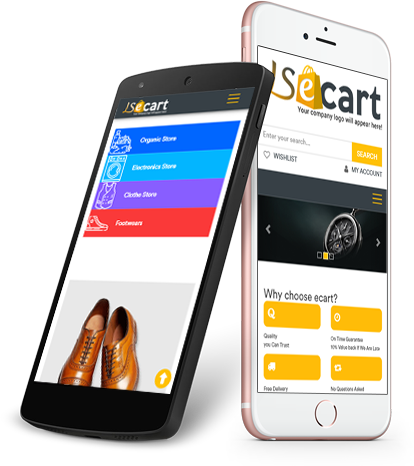 JSecart
Organic Store
Electronics Store
Clothe Store
Footwears
JSecart
Your company logo will appear here!
Enter your search...
SEARCH
WISHLIST
MY ACCOUNT
Why choose ecart?
Quality
you Can Trust
On Time Guarantee
10% Value back If We Are Late
Free Delivery
No Questions Asked